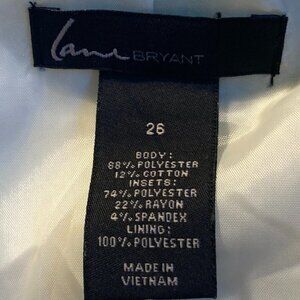 Lane BRYANT
26
BODY:
88% POLYESTER
12% COTTON
INSETS:
74% POLYESTER
22% RAYON
4% SPANDEX
LINING:
100% POLYESTER
MADE IN
VIETNAM